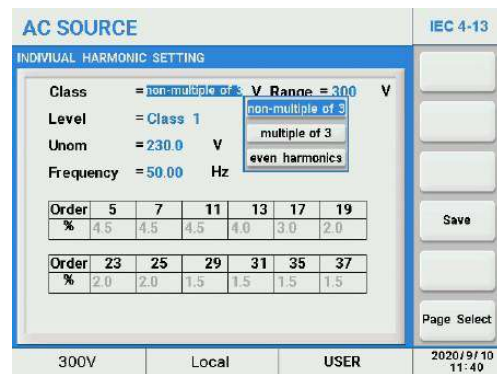 AC SOURCE
IEC 4-13
INDIVIUAL HARMONIC SETTING
Class = non-multiple of 3 V Range = 300 V
non-multiple of 3
Level = Class 1
multiple of 3
Unom = 230.0 V
even harmonics
Frequency = 50.00 Hz
Order 5 7 11 13 17 19
% 4.5 4.5 4.5 4.0 3.0 2.0
Save
Order 23 25 29 31 35 37
% 2.0 2.0 1.5 1.5 1.5 1.5
Page Select
300V Local USER 2020/9/10
11:40